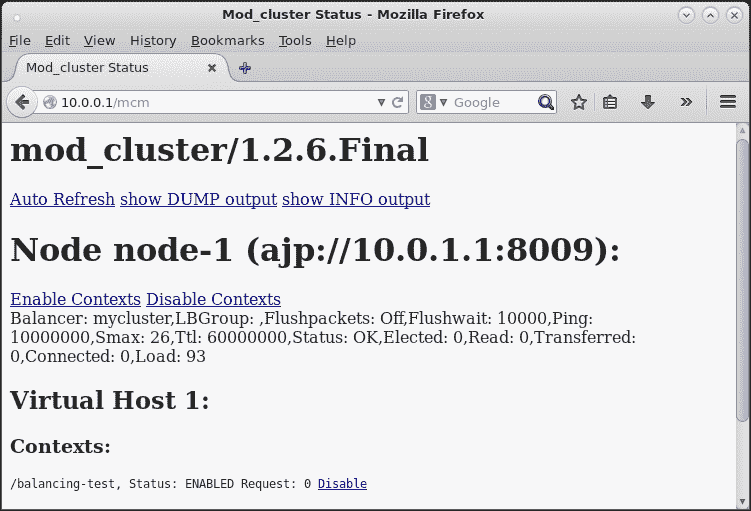 Mod_cluster Status - Mozilla Firefox
File Edit View History Bookmarks Tools Help
Mod_cluster Status
10.0.0.1/mcm
Google
mod_cluster/1.2.6.Final
Auto Refresh show DUMP output show INFO output
Node node-1 (ajp://10.0.1.1:8009):
Enable Contexts Disable Contexts
Balancer: mycluster,LBGroup: ,Flushpackets: Off,Flushwait: 10000,Ping:
10000000,Smax: 26,Ttl: 60000000,Status: OK,Elected: 0,Read: 0,Transferred:
0,Connected: 0,Load: 93
Virtual Host 1:
Contexts:
/balancing-test, Status: ENABLED Request: 0 Disable